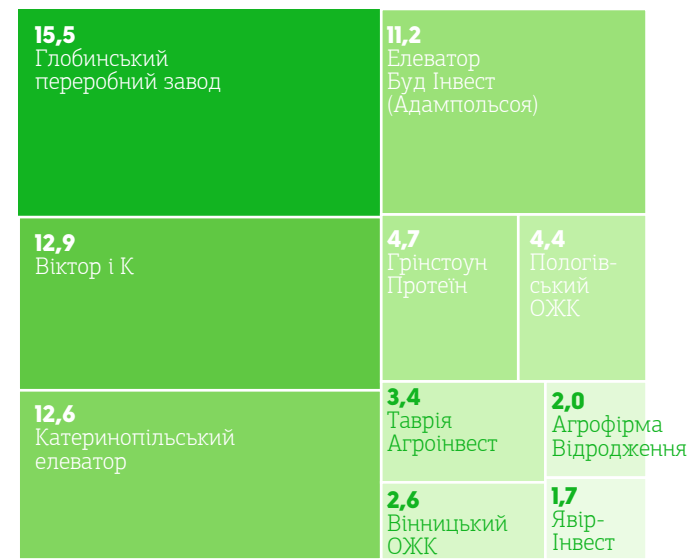 15,5
Глобинський
переробний завод
12,9
Віктор і К
12,6
Катеринопільський
елеватор
11,2
Елеватор
Буд Інвест
(Адампольсоя)
4,7
Грінстоун
Протеїн
4,4
Пологів-
ський
ОЖК
3,4
Таврія
Агроінвест
2,0
Агрофірма
Відродження
2,6
Вінницький
ОЖК
1,7
Явір-
Інвест